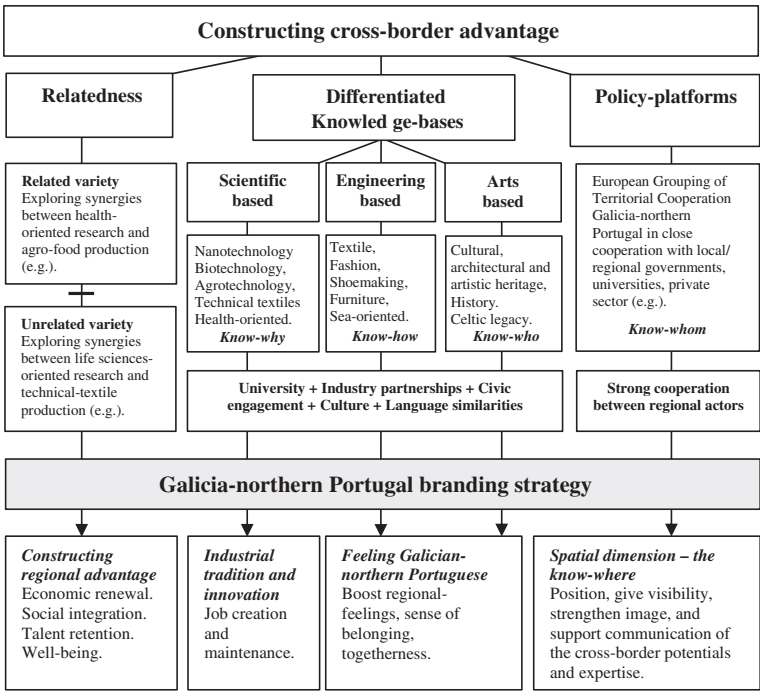 Constructing cross-border advantage
Relatedness
Differentiated
Knowled ge-bases
Policy-platforms
Related variety
Exploring synergies
between health-
oriented research and
agro-food production
(e.g.).
Unrelated variety
Exploring synergies
between life sciences-
oriented research and
technical-textile
production (e.g.).
Scientific
based
Engineering
based
Arts
based
Nanotechnology
Biotechnology,
Agrotechnology,
Technical textiles
Health-oriented.
Know-why
Textile,
Fashion,
Shoemaking,
Furniture,
Sea-oriented.
Know-how
Cultural,
architectural and
artistic heritage,
History.
Celtic legacy.
Know-who
European Grouping of
Territorial Cooperation
Galicia-northern
Portugal in close
cooperation with local/
regional governments,
universities, private
sector (e.g.).
Know-whom
University + Industry partnerships + Civic
engagement + Culture + Language similarities
Strong cooperation
between regional actors
Galicia-northern Portugal branding strategy
Constructing
regional advantage
Economic renewal.
Social integration.
Talent retention.
Well-being.
Industrial
tradition and
innovation
Job creation
and
maintenance.
Feeling Galician-
northern Portuguese
Boost regional-
feelings, sense of
belonging,
togetherness.
Spatial dimension – the
know-where
Position, give visibility,
strengthen image, and
support communication of
the cross-border potentials
and expertise.